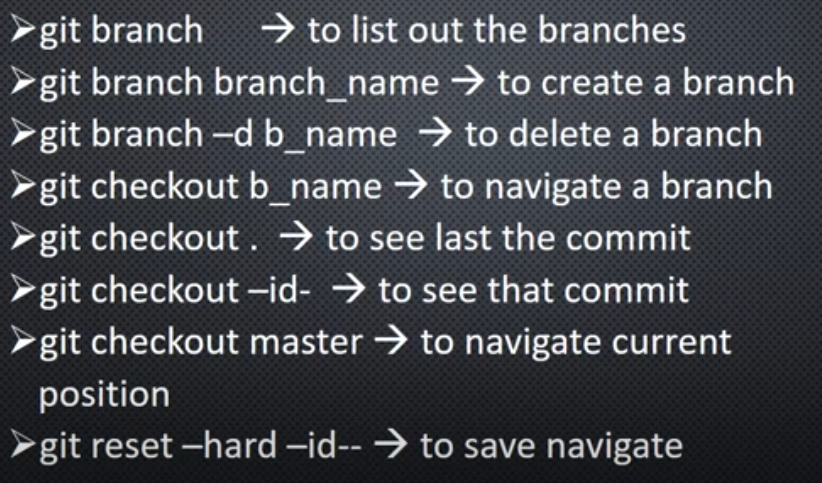 ➢git branch → to list out the branches
➢git branch branch_name → to create a branch
➢git branch –d b_name → to delete a branch
➢git checkout b_name → to navigate a branch
➢git checkout . → to see last the commit
➢git checkout –id- → to see that commit
➢git checkout master → to navigate current
position
➢git reset –hard –id-- → to save navigate